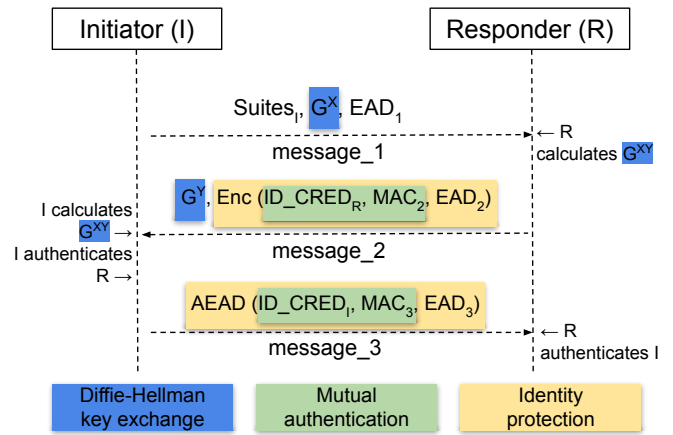 Initiator (I)
Responder (R)
Suites_I, G^X, EAD_1
message_1
← R
calculates G^XY
G^Y, Enc (ID_CRED_R, MAC_2, EAD_2)
message_2
I calculates
G^XY →
I authenticates
R →
AEAD (ID_CRED_I, MAC_3, EAD_3)
message_3
← R
authenticates I
Diffie-Hellman
key exchange
Mutual
authentication
Identity
protection